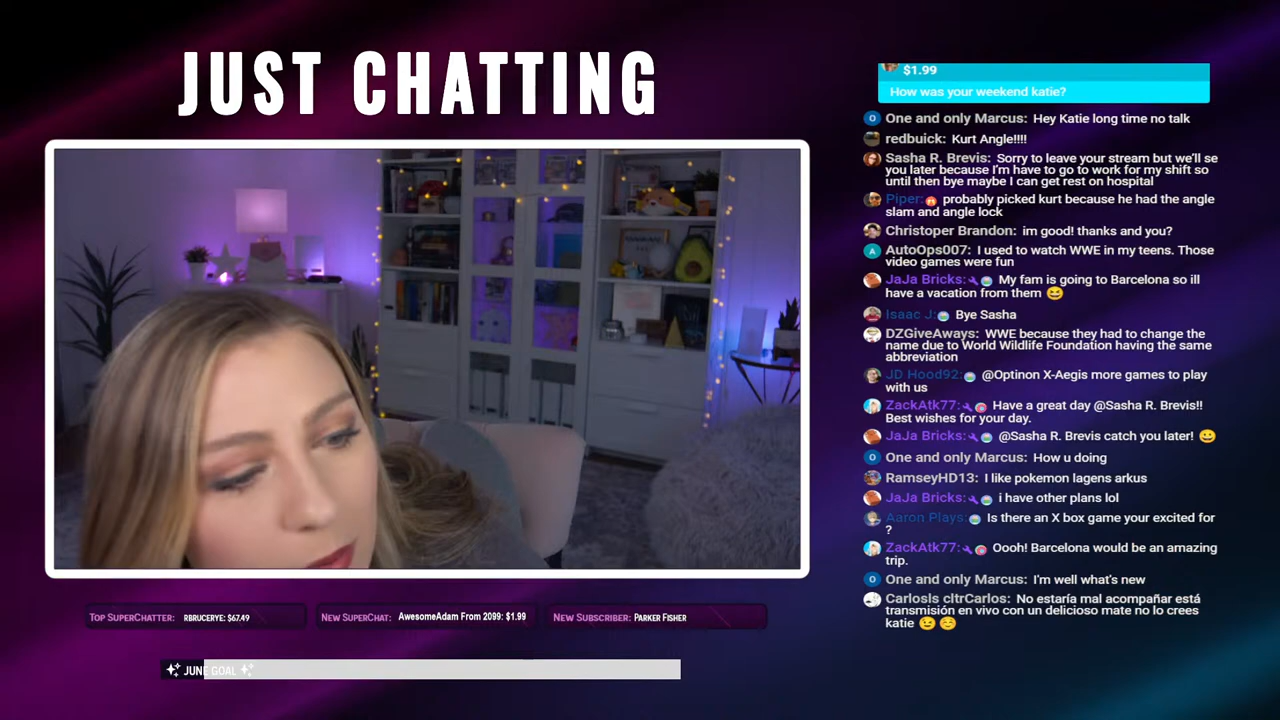 JUST CHATTING
$1.99
How was your weekend katie?
One and only Marcus: Hey Katie long time no talk
redbuick: Kurt Angle!!!!
Sasha R. Brevis: Sorry to leave your stream but we'll se
you later because I'm have to go to work for my shift so
until then bye maybe I can get rest on hospital
Piper: probably picked kurt because he had the angle
slam and angle lock
Christoper Brandon: im good! thanks and you?
A AutoOps007: I used to watch WWE in my teens. Those
video games were fun
JaJa Bricks: My fam is going to Barcelona so ill
have a vacation from them 😆
Isaac J: Bye Sasha
DZGiveAways: WWE because they had to change the
name due to World Wildlife Foundation having the same
abbreviation
JD Hood92: @Optinon X-Aegis more games to play
with us
ZackAtk77: Have a great day @Sasha R. Brevis!!
Best wishes for your day.
JaJa Bricks: @Sasha R. Brevis catch you later! 😀
O One and only Marcus: How u doing
RamseyHD13: I like pokemon lagens arkus
JaJa Bricks: i have other plans lol
Aaron Plays: Is there an X box game your excited for
?
ZackAtk77: Oooh! Barcelona would be an amazing
trip.
O One and only Marcus: I'm well what's new
CarlosIs cltrCarlos: No estaría mal acompañar está
transmisión en vivo con un delicioso mate no lo crees
katie 😉 ☺️
Top SuperChatter: RBRUCERYE: $67.49
New SuperChat: AwesomeAdam From 2099: $1.99
New Subscriber: Parker Fisher
JUNE GOAL